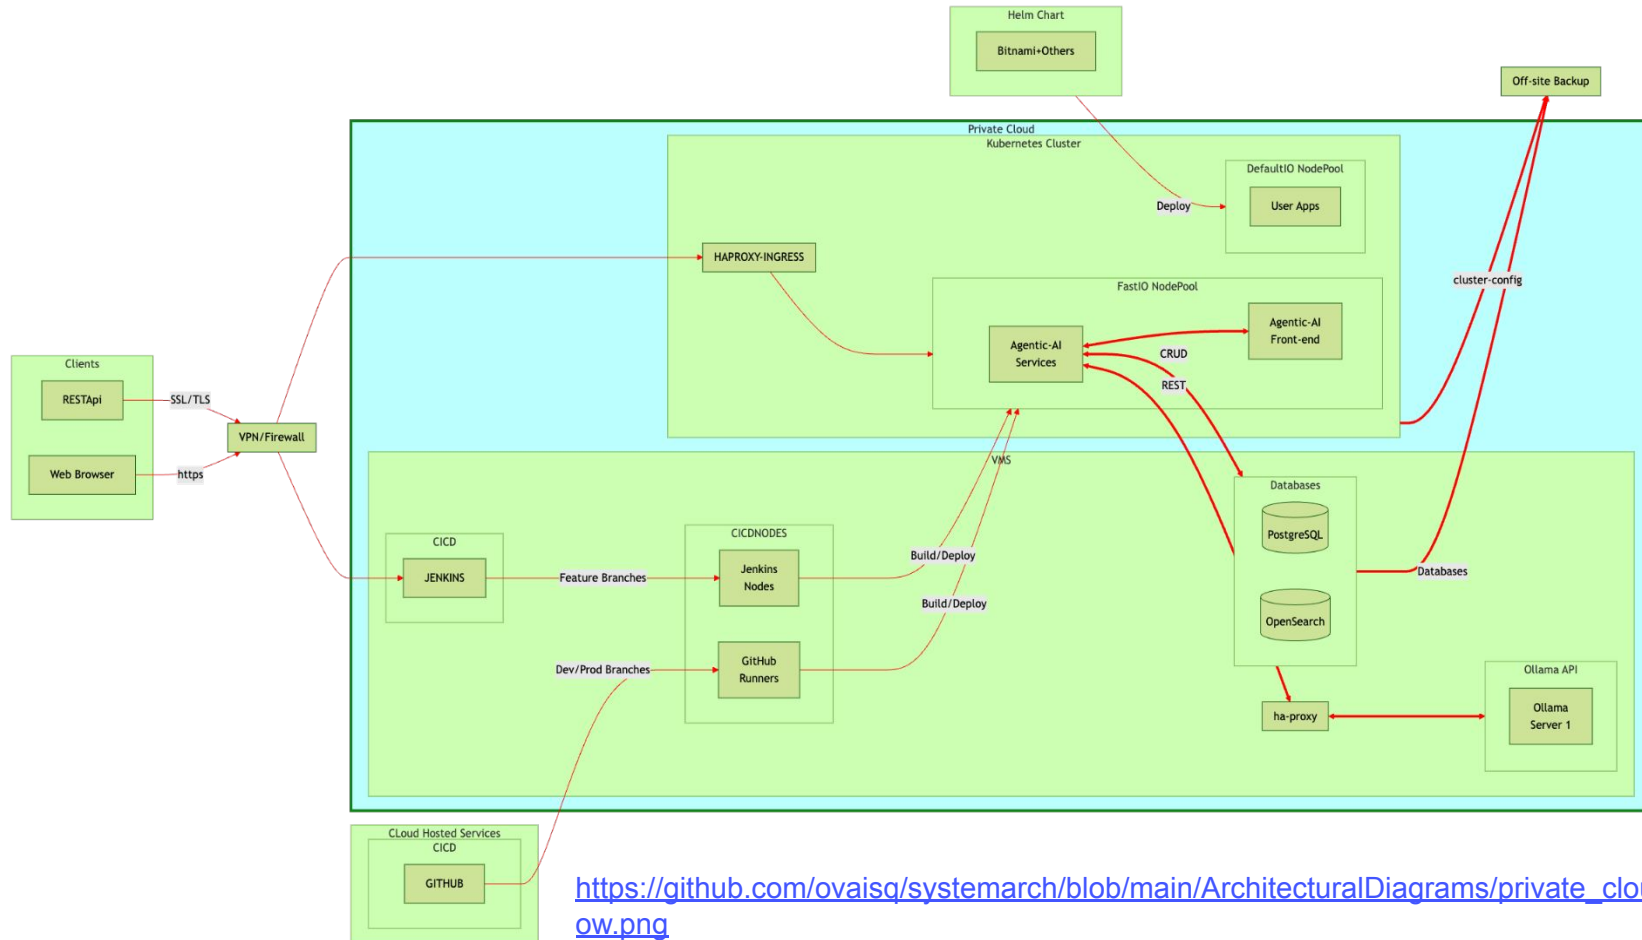 Helm Chart
Bitnami+Others
Off-site Backup
Private Cloud
Kubernetes Cluster
DefaultIO NodePool
User Apps
Deploy
HAPROXY-INGRESS
cluster-config
FastIO NodePool
Agentic-AI
Services
Agentic-AI
Front-end
CRUD
REST
Clients
RESTApi
SSL/TLS
VPN/Firewall
Web Browser
https
VMS
CICD
JENKINS
Feature Branches
CICDNODES
Jenkins
Nodes
Build/Deploy
Build/Deploy
Dev/Prod Branches
GitHub
Runners
Databases
PostgreSQL
OpenSearch
Databases
ha-proxy
Ollama API
Ollama
Server 1
CLoud Hosted Services
CICD
GITHUB
https://github.com/ovaisq/systemarch/blob/main/ArchitecturalDiagrams/private_clou
ow.png